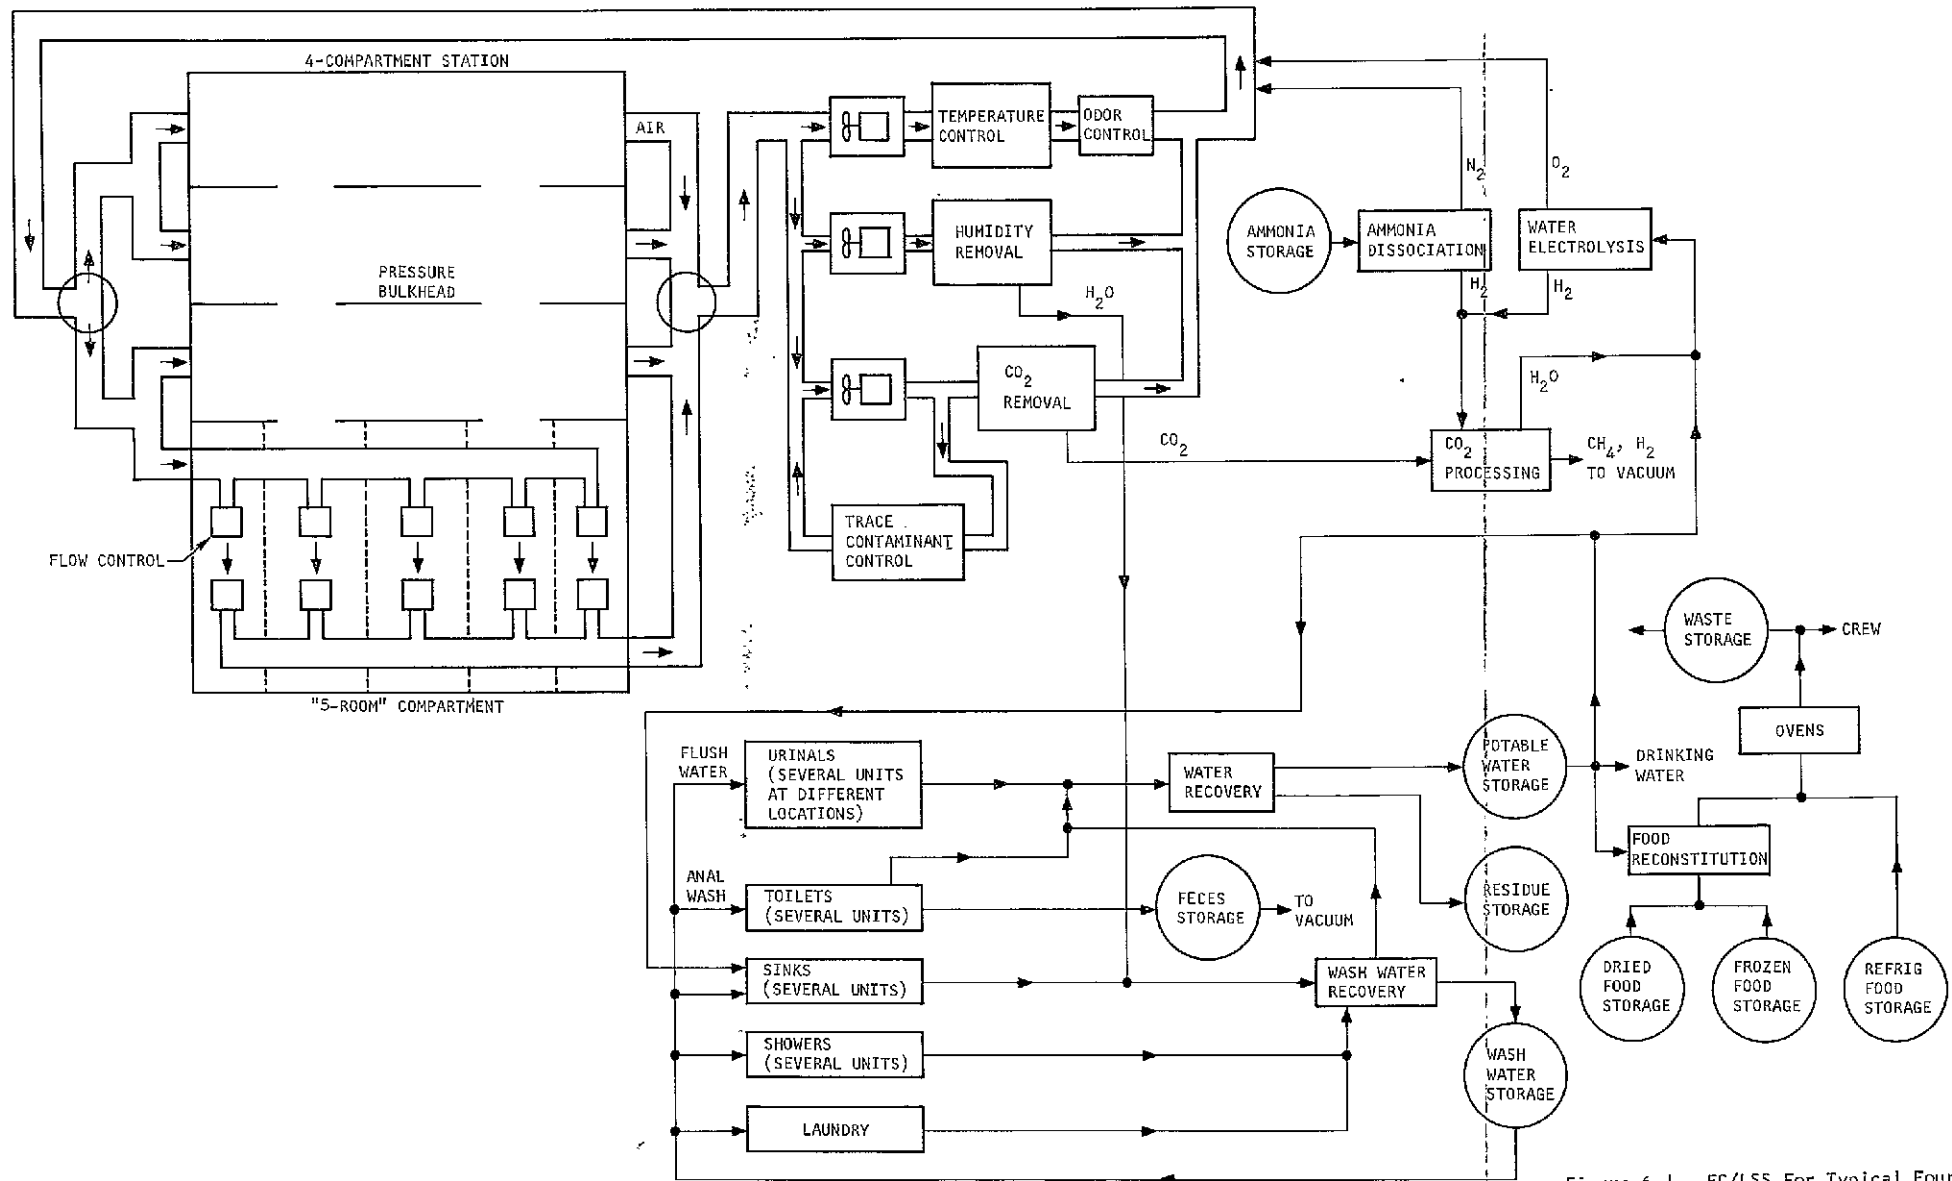 4-COMPARTMENT STATION
AIR
PRESSURE
BULKHEAD
FLOW CONTROL
"5-ROOM" COMPARTMENT
TEMPERATURE
CONTROL
ODOR
CONTROL
HUMIDITY
REMOVAL
H2O
CO2
REMOVAL
CO2
TRACE
CONTAMINANT
CONTROL
N2
O2
AMMONIA
STORAGE
AMMONIA
DISSOCIATION
WATER
ELECTROLYSIS
H2
H2
H2O
CO2
PROCESSING
CH4, H2
TO VACUUM
WASTE
STORAGE
CREW
OVENS
FLUSH
WATER
URINALS
(SEVERAL UNITS
AT DIFFERENT
LOCATIONS)
WATER
RECOVERY
POTABLE
WATER
STORAGE
DRINKING
WATER
FOOD
RECONSTITUTION
ANAL
WASH
TOILETS
(SEVERAL UNITS)
FECES
STORAGE
TO
VACUUM
RESIDUE
STORAGE
SINKS
(SEVERAL UNITS)
WASH WATER
RECOVERY
DRIED
FOOD
STORAGE
FROZEN
FOOD
STORAGE
REFRIG
FOOD
STORAGE
SHOWERS
(SEVERAL UNITS)
WASH
WATER
STORAGE
LAUNDRY
EC/LSS For Typical Four